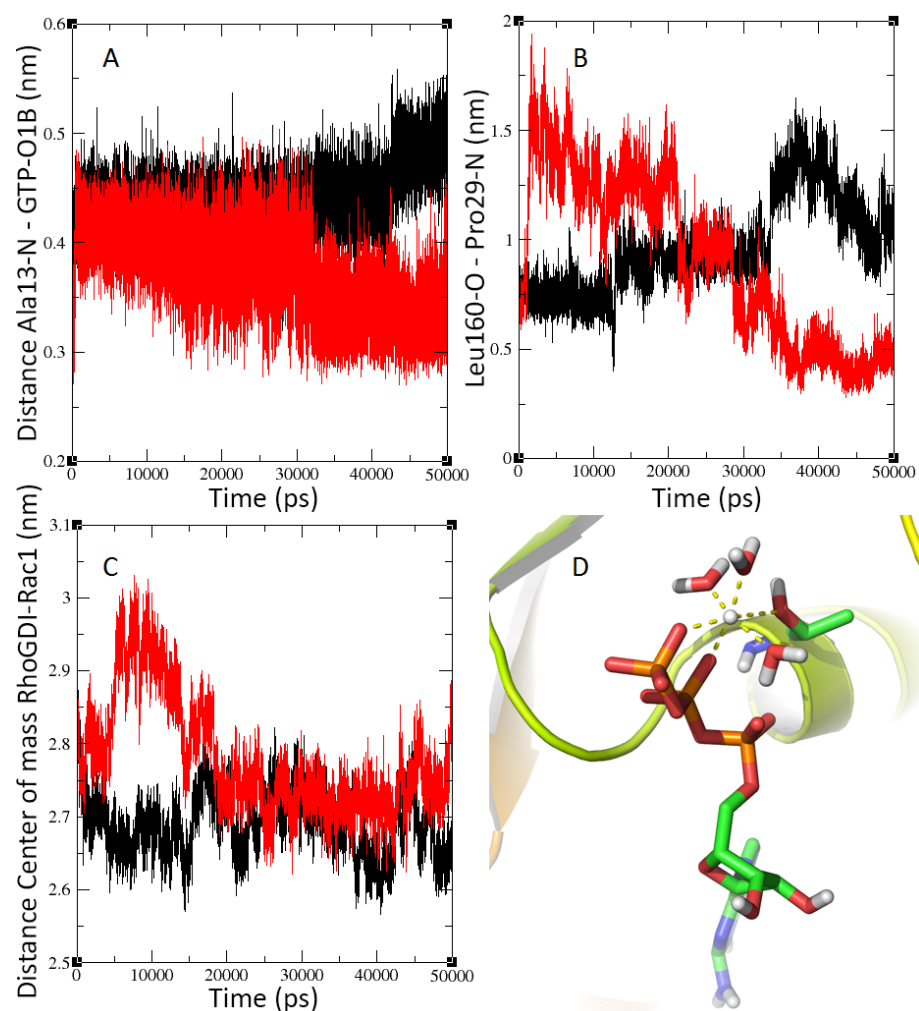 A
Distance Ala13-N - GTP-O1B (nm)
0.6
0.5
0.4
0.3
0.2
0 10000 20000 30000 40000 50000
Time (ps)
B
Leu160-O - Pro29-N (nm)
2
1.5
1
0.5
0
0 10000 20000 30000 40000 50000
Time (ps)
C
Distance Center of mass RhoGDI-Rac1 (nm)
3.1
3
2.9
2.8
2.7
2.6
2.5
0 10000 20000 30000 40000 50000
Time (ps)
D